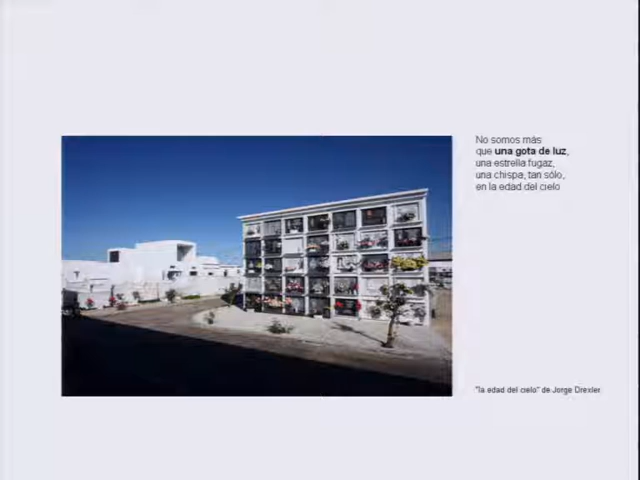 No somos más
que una gota de luz,
una estrella fugaz,
una chispa, tan sólo,
en la edad del cielo
"la edad del cielo" de Jorge Drexler